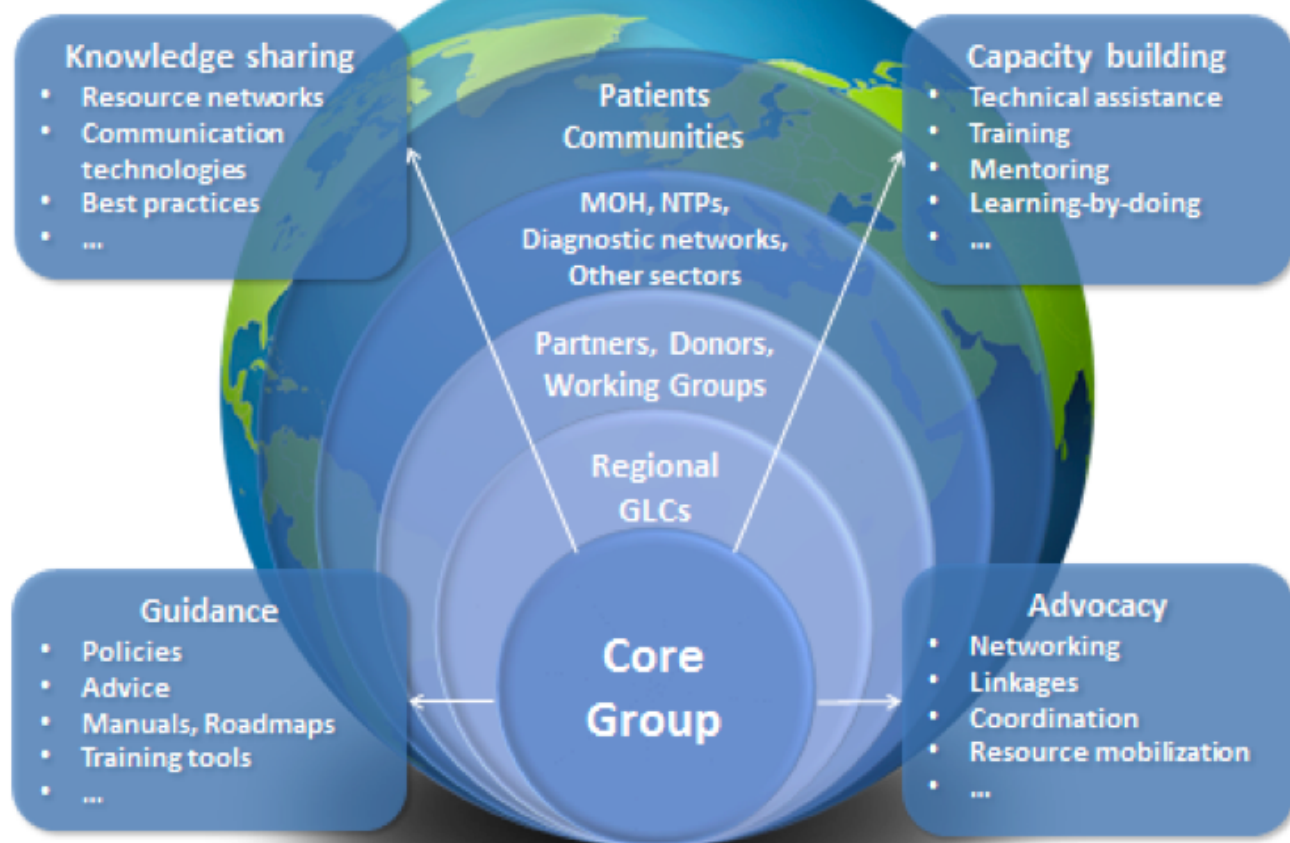 Knowledge sharing
• Resource networks
• Communication
technologies
• Best practices
• ...
Patients
Communities
MOH, NTPs,
Diagnostic networks,
Other sectors
Partners, Donors,
Working Groups
Regional
GLCs
Core
Group
Capacity building
• Technical assistance
• Training
• Mentoring
• Learning-by-doing
• ...
Guidance
• Policies
• Advice
• Manuals, Roadmaps
• Training tools
• ...
Advocacy
• Networking
• Linkages
• Coordination
• Resource mobilization
• ...